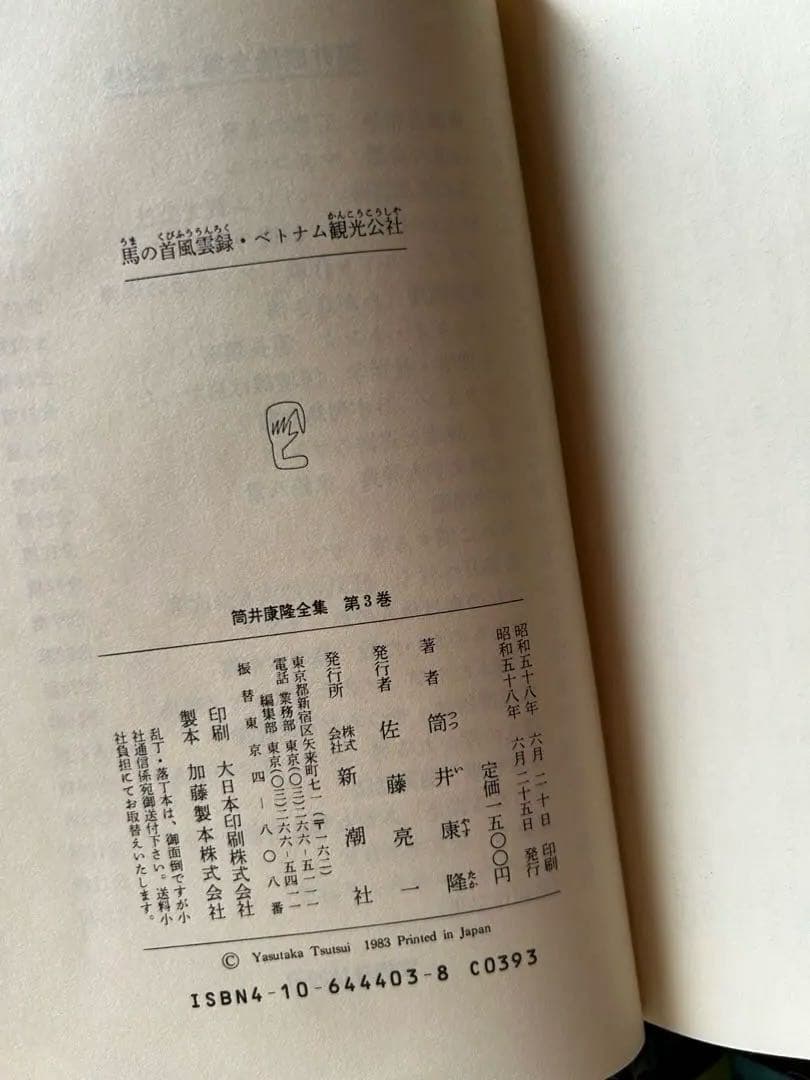 馬の首風雲録・ベトナム観光公社
筒井康隆全集 第3巻
昭和五十八年 六月二十日 印刷
昭和五十八年 六月二十五日 発行
定価一五〇〇円
著者 筒井康隆
発行者 佐藤亮一
発行所 株式会社 新潮社
東京都新宿区矢来町七一(〒一六二)
電話 業務部 東京(〇三)二六六-五一一一
編集部 東京(〇三)二六六-五四一一
振替 東京四-八〇八番
印刷 大日本印刷株式会社
製本 加藤製本株式会社
乱丁・落丁本は、御面倒ですが小
社通信係宛御送付下さい。送料小
社負担にてお取替えいたします。
© Yasutaka Tsutsui 1983 Printed in Japan
ISBN4-10-644403-8 C0393